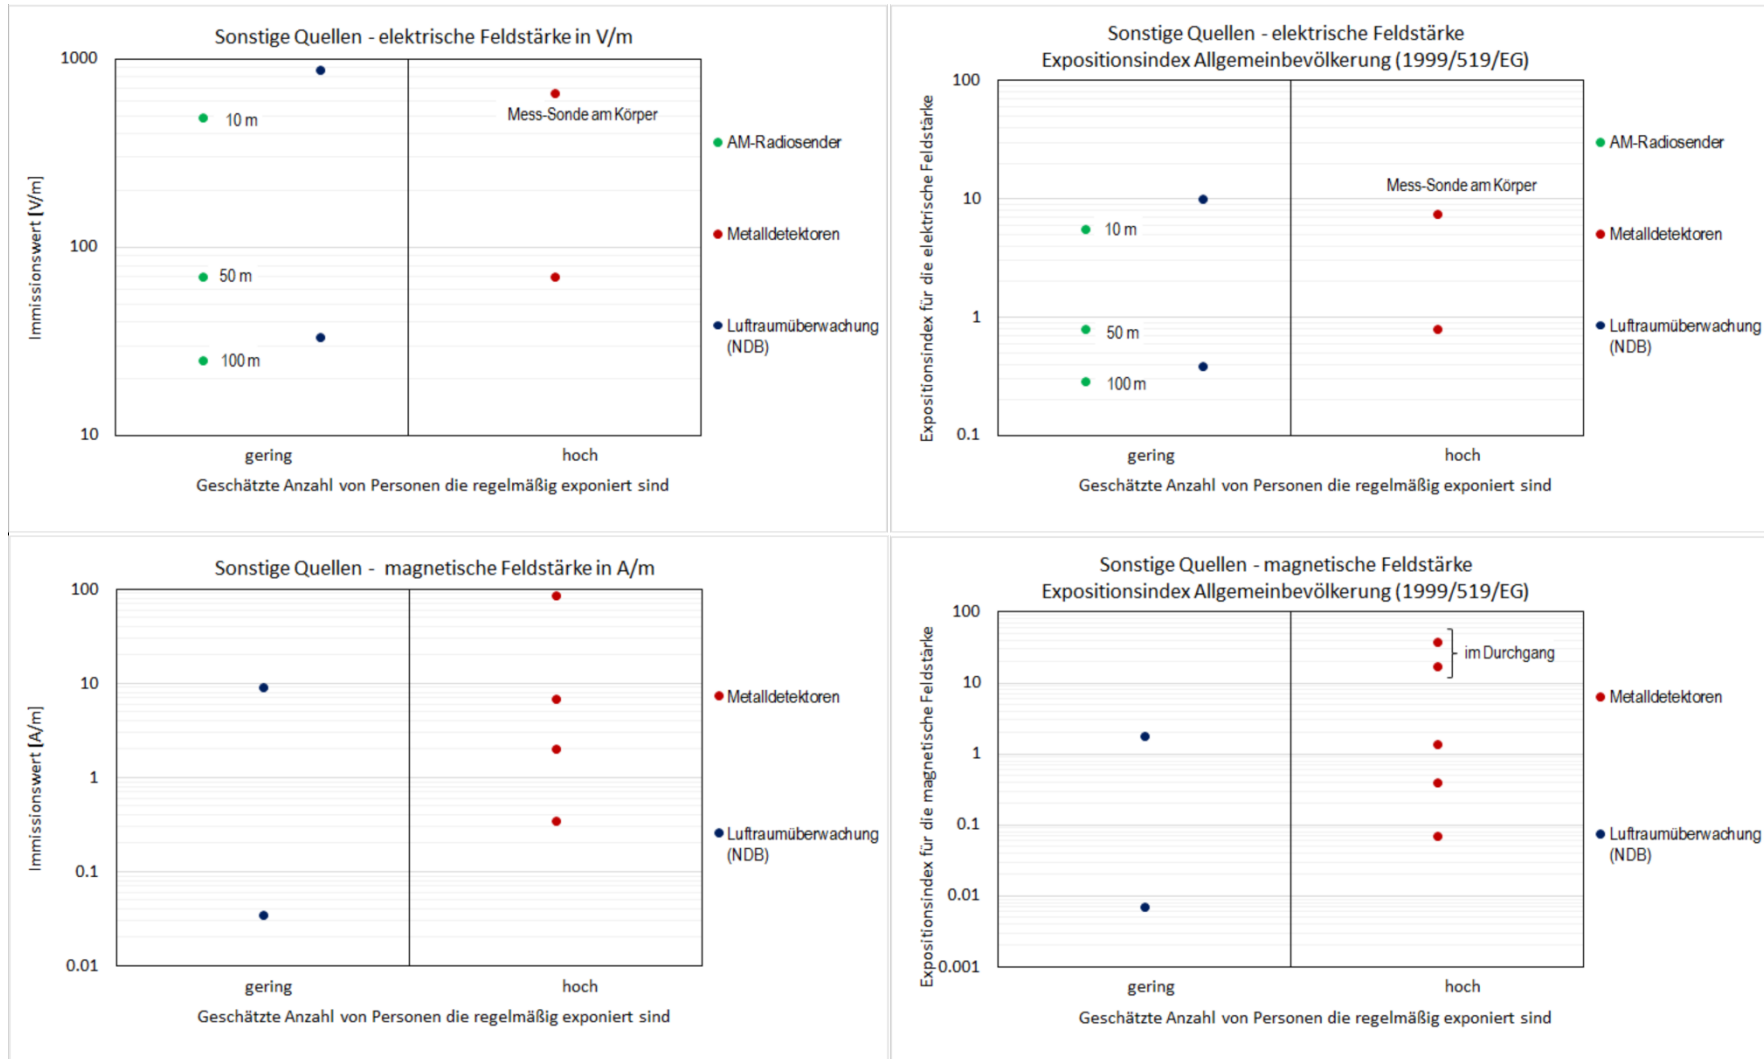 Sonstige Quellen - elektrische Feldstärke in V/m
Immissionswert [V/m]
1000
100
10
10 m
50 m
100 m
Mess-Sonde am Körper
gering
hoch
Geschätzte Anzahl von Personen die regelmäßig exponiert sind
AM-Radiosender
Metalldetektoren
Luftraumüberwachung
(NDB)
Sonstige Quellen - elektrische Feldstärke
Expositionsindex Allgemeinbevölkerung (1999/519/EG)
Expositionsindex für die elektrische Feldstärke
100
10
1
0.1
10 m
50 m
100 m
Mess-Sonde am Körper
gering
hoch
Geschätzte Anzahl von Personen die regelmäßig exponiert sind
AM-Radiosender
Metalldetektoren
Luftraumüberwachung
(NDB)
Sonstige Quellen - magnetische Feldstärke in A/m
Immissionswert [A/m]
100
10
1
0.1
0.01
gering
hoch
Geschätzte Anzahl von Personen die regelmäßig exponiert sind
Metalldetektoren
Luftraumüberwachung
(NDB)
Sonstige Quellen - magnetische Feldstärke
Expositionsindex Allgemeinbevölkerung (1999/519/EG)
Expositionsindex für die magnetische Feldstärke
100
10
1
0.1
0.01
0.001
im Durchgang
gering
hoch
Geschätzte Anzahl von Personen die regelmäßig exponiert sind
Metalldetektoren
Luftraumüberwachung
(NDB)